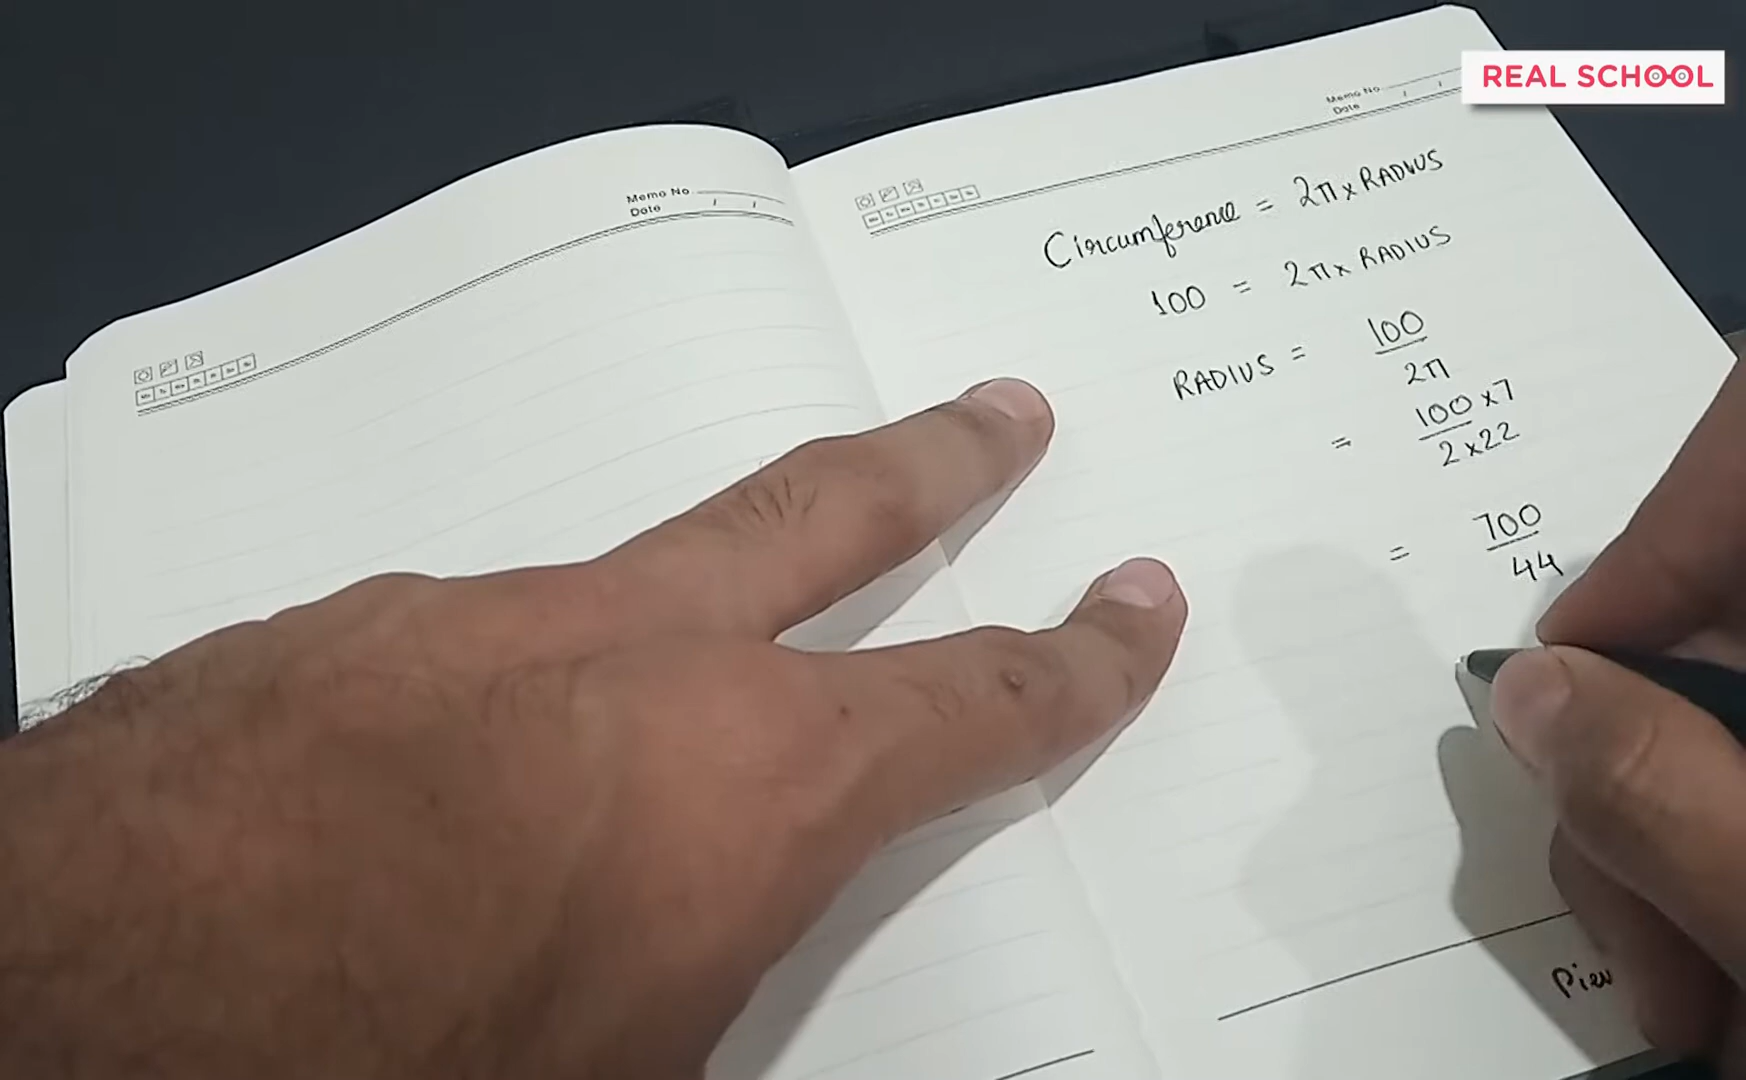 REAL SCHOOL
Memo No.
Date / /
Memo No.
Date / /
Circumference = 2π x RADIUS
100 = 2π x RADIUS
RADIUS = 100
2π
= 100 x 7
2 x 22
= 700
44